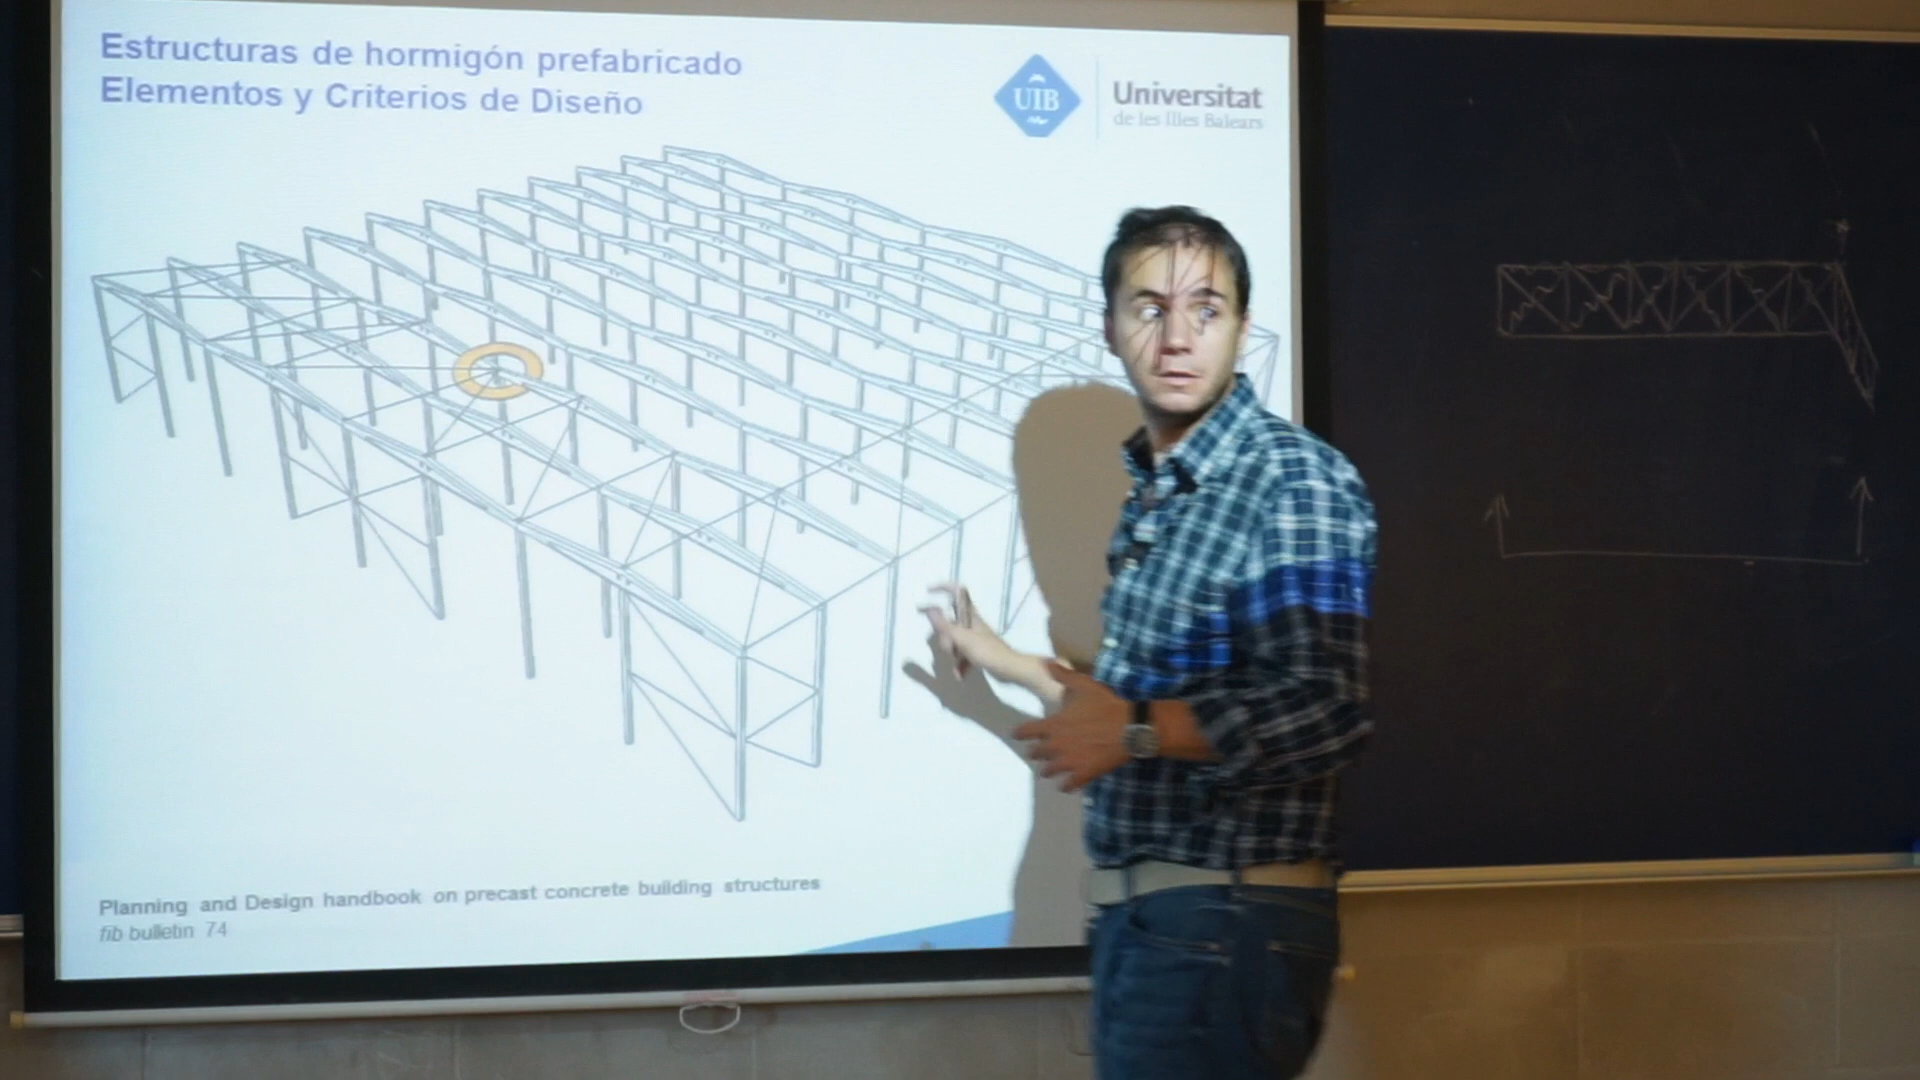 Estructuras de hormigón prefabricado
Elementos y Criterios de Diseño
UIB
Universitat
de les Illes Balears
Planning and Design handbook on precast concrete building structures
fib bulletin 74